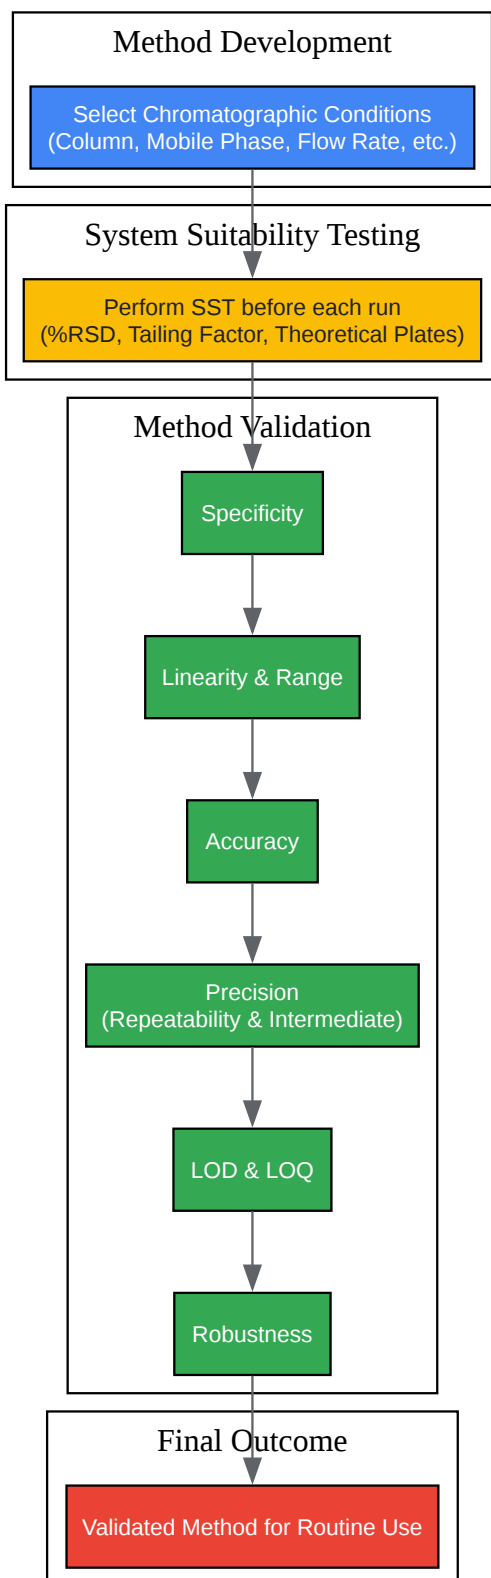 Method Development
Select Chromatographic Conditions
(Column, Mobile Phase, Flow Rate, etc.)
System Suitability Testing
Perform SST before each run
(%RSD, Tailing Factor, Theoretical Plates)
Method Validation
Specificity
Linearity & Range
Accuracy
Precision
(Repeatability & Intermediate)
LOD & LOQ
Robustness
Final Outcome
Validated Method for Routine Use